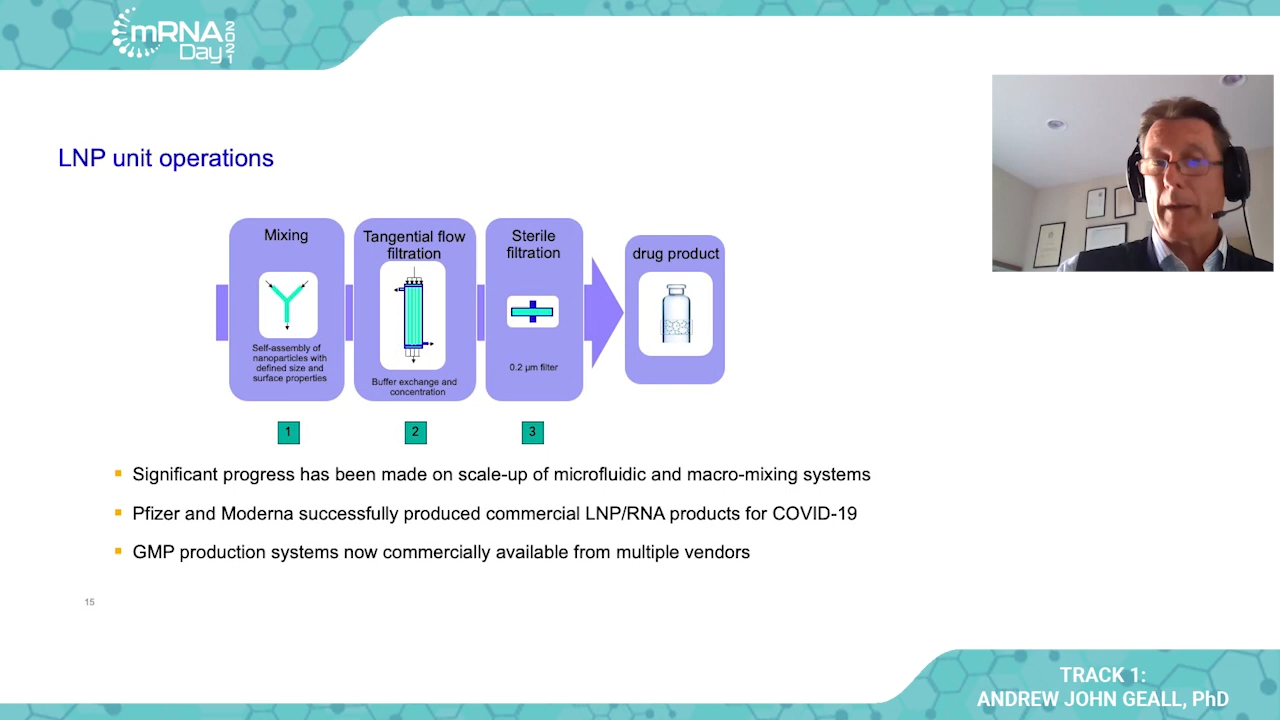 mRNA
Day
2021
LNP unit operations
Mixing
Self-assembly of
nanoparticles with
defined size and
surface properties
Tangential flow
filtration
Buffer exchange and
concentration
Sterile
filtration
0.2 µm filter
drug product
1
2
3
Significant progress has been made on scale-up of microfluidic and macro-mixing systems
Pfizer and Moderna successfully produced commercial LNP/RNA products for COVID-19
GMP production systems now commercially available from multiple vendors
15
TRACK 1:
ANDREW JOHN GEALL, PhD